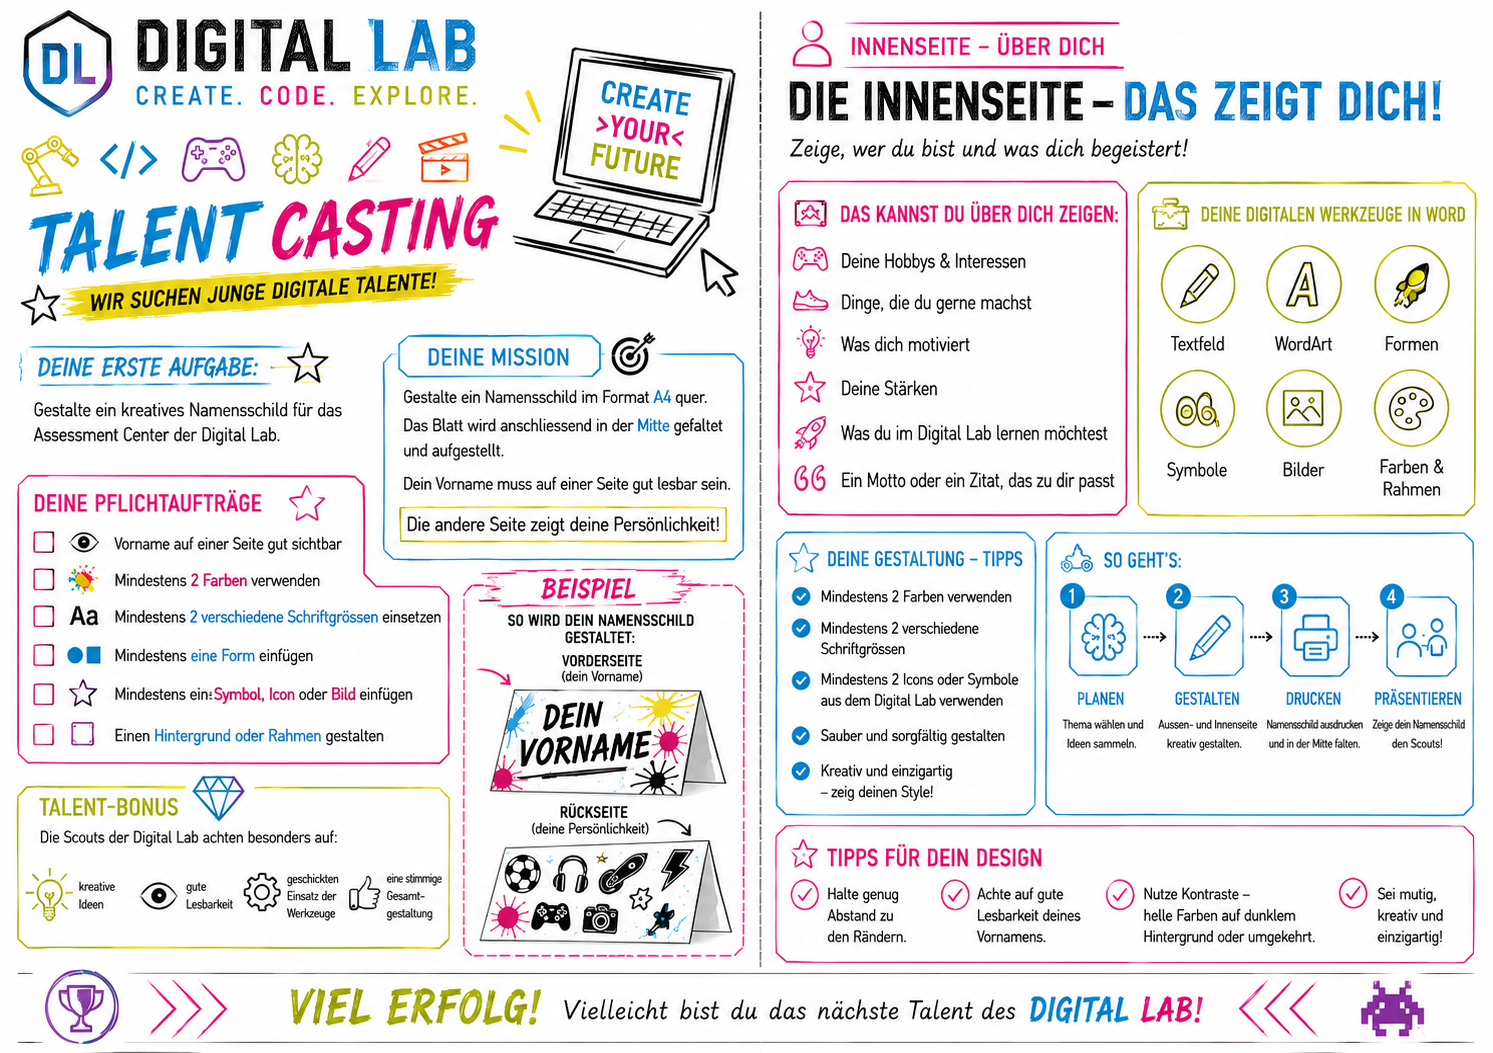 DL
DIGITAL LAB
CREATE. CODE. EXPLORE.
</>
TALENT CASTING
WIR SUCHEN JUNGE DIGITALE TALENTE!
CREATE
>YOUR<
FUTURE
DEINE ERSTE AUFGABE:
Gestalte ein kreatives Namensschild für das
Assessment Center der Digital Lab.
DEINE MISSION
Gestalte ein Namensschild im Format A4 quer.
Das Blatt wird anschliessend in der Mitte gefaltet
und aufgestellt.
Dein Vorname muss auf einer Seite gut lesbar sein.
Die andere Seite zeigt deine Persönlichkeit!
DEINE PFLICHTAUFTRÄGE
Vorname auf einer Seite gut sichtbar
Mindestens 2 Farben verwenden
Aa Mindestens 2 verschiedene Schriftgrössen einsetzen
Mindestens eine Form einfügen
Mindestens ein: Symbol, Icon oder Bild einfügen
Einen Hintergrund oder Rahmen gestalten
BEISPIEL
SO WIRD DEIN NAMENSSCHILD
GESTALTET:
VORDERSEITE
(dein Vorname)
DEIN
VORNAME
RÜCKSEITE
(deine Persönlichkeit)
TALENT-BONUS
Die Scouts der Digital Lab achten besonders auf:
kreative
Ideen
gute
Lesbarkeit
geschickten
Einsatz der
Werkzeuge
eine stimmige
Gesamt-
gestaltung
INNENSEITE – ÜBER DICH
DIE INNENSEITE – DAS ZEIGT DICH!
Zeige, wer du bist und was dich begeistert!
DAS KANNST DU ÜBER DICH ZEIGEN:
Deine Hobbys & Interessen
Dinge, die du gerne machst
Was dich motiviert
Deine Stärken
Was du im Digital Lab lernen möchtest
Ein Motto oder ein Zitat, das zu dir passt
DEINE DIGITALEN WERKZEUGE IN WORD
A
Textfeld
WordArt
Formen
Symbole
Bilder
Farben &
Rahmen
DEINE GESTALTUNG – TIPPS
Mindestens 2 Farben verwenden
Mindestens 2 verschiedene
Schriftgrössen
Mindestens 2 Icons oder Symbole
aus dem Digital Lab verwenden
Sauber und sorgfältig gestalten
Kreativ und einzigartig
– zeig deinen Style!
SO GEHT'S:
1
PLANEN
Thema wählen und
Ideen sammeln.
2
GESTALTEN
Aussen- und Innenseite
kreativ gestalten.
3
DRUCKEN
Namensschild ausdrucken
und in der Mitte falten.
4
PRÄSENTIEREN
Zeige dein Namensschild
den Scouts!
TIPPS FÜR DEIN DESIGN
Halte genug
Abstand zu
den Rändern.
Achte auf gute
Lesbarkeit deines
Vornamens.
Nutze Kontraste –
helle Farben auf dunklem
Hintergrund oder umgekehrt.
Sei mutig,
kreativ und
einzigartig!
VIEL ERFOLG! Vielleicht bist du das nächste Talent des DIGITAL LAB!